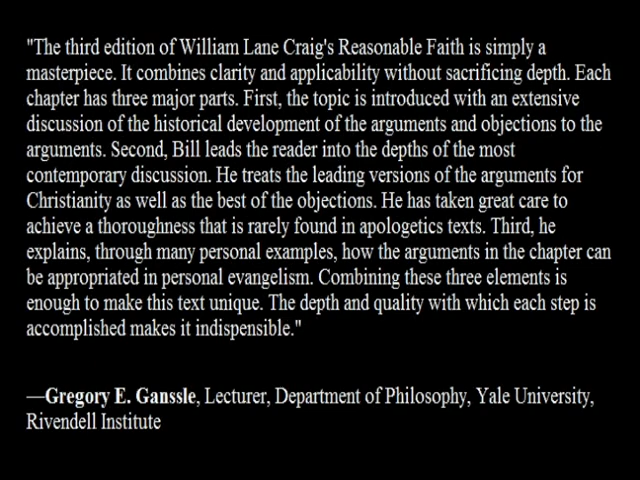 "The third edition of William Lane Craig's Reasonable Faith is simply a
masterpiece. It combines clarity and applicability without sacrificing depth. Each
chapter has three major parts. First, the topic is introduced with an extensive
discussion of the historical development of the arguments and objections to the
arguments. Second, Bill leads the reader into the depths of the most
contemporary discussion. He treats the leading versions of the arguments for
Christianity as well as the best of the objections. He has taken great care to
achieve a thoroughness that is rarely found in apologetics texts. Third, he
explains, through many personal examples, how the arguments in the chapter can
be appropriated in personal evangelism. Combining these three elements is
enough to make this text unique. The depth and quality with which each step is
accomplished makes it indispensible."
—Gregory E. Ganssle, Lecturer, Department of Philosophy, Yale University,
Rivendell Institute